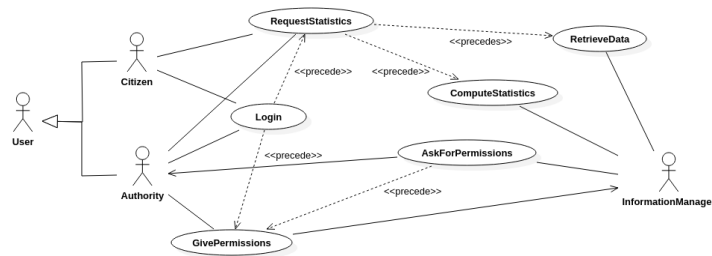 RequestStatistics
<<precedes>>
RetrieveData
Citizen
<<precede>>
<<precede>>
ComputeStatistics
Login
User
<<precede>>
AskForPermissions
Authority
<<precede>>
InformationManage
GivePermissions